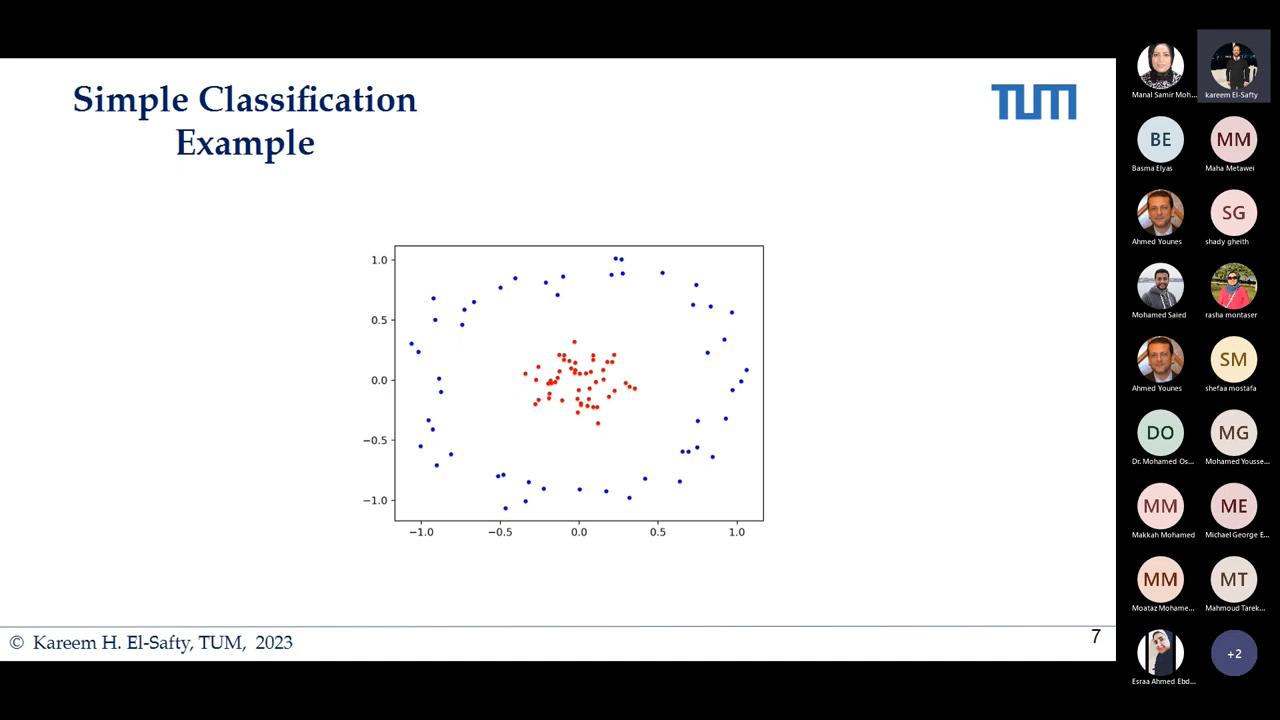 Simple Classification
Example
TUM
1.0
0.5
0.0
−0.5
−1.0
−1.0
−0.5
0.0
0.5
1.0
© Kareem H. El-Safty, TUM, 2023
7
Manal Samir Moh...
kareem El-Safty
BE
Basma Elyas
MM
Maha Metawei
Ahmed Younes
SG
shady gheith
Mohamed Saied
rasha montaser
Ahmed Younes
SM
shefaa mostafa
DO
Dr. Mohamed Os...
MG
Mohamed Yousse...
MM
Makkah Mohamed
ME
Michael George E...
MM
Moataz Mohame...
MT
Mahmoud Tarek...
Esraa Ahmed Ebd...
+2